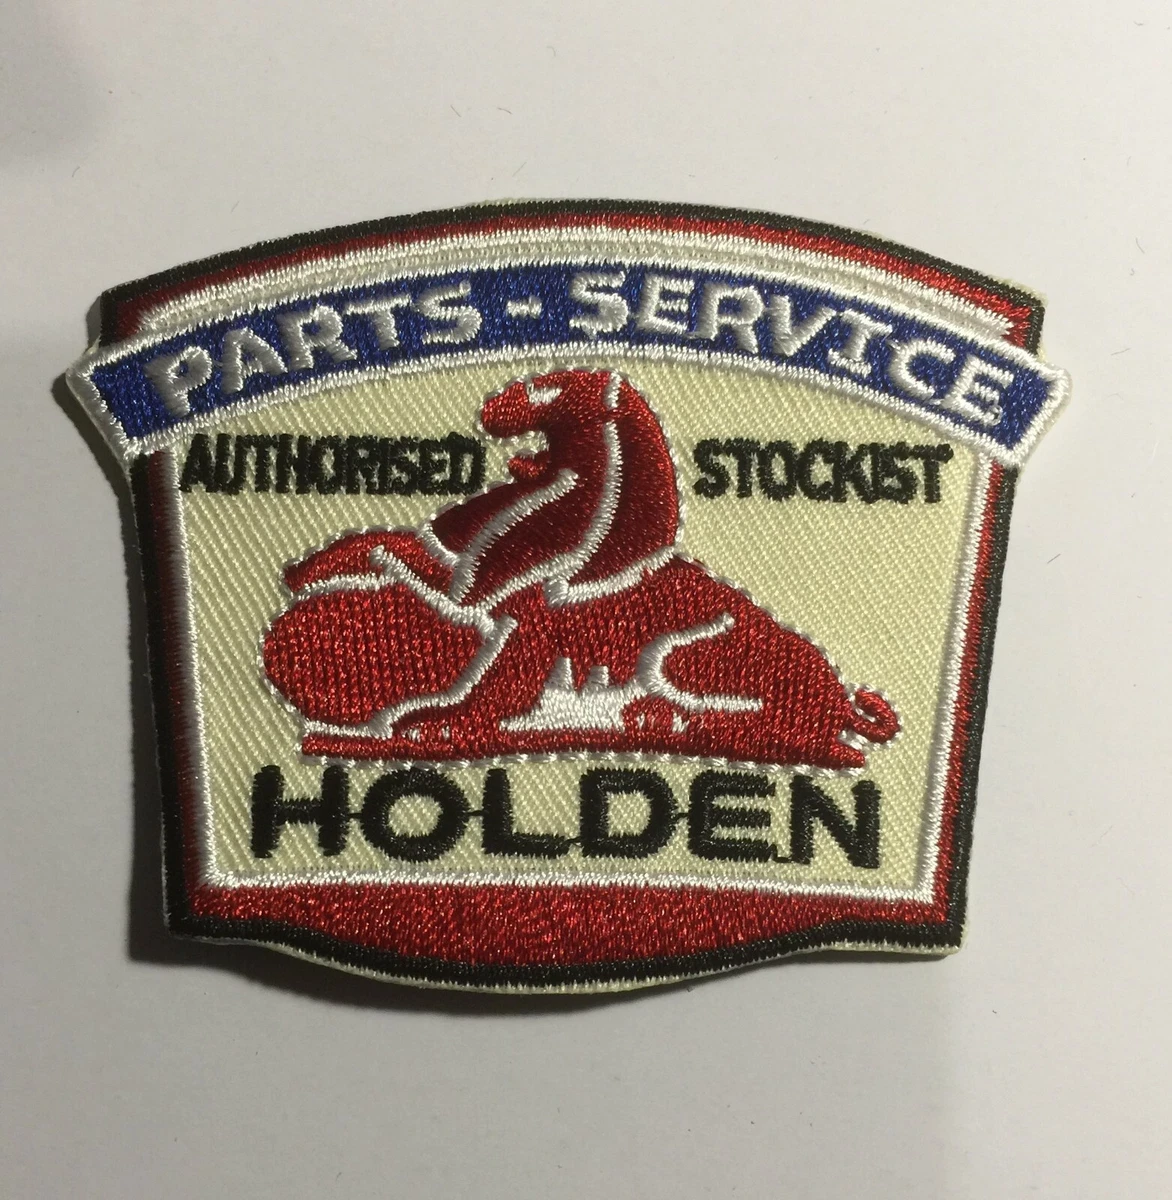 PARTS - SERVICE
AUTHORISED STOCKIST
HOLDEN